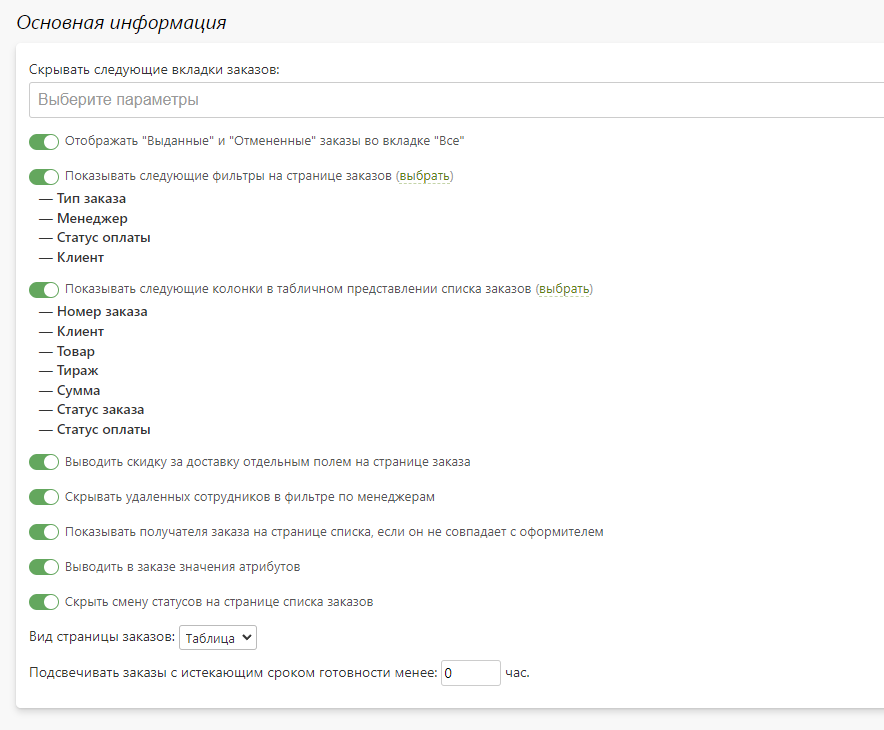 Основная информация
Скрывать следующие вкладки заказов:
Выберите параметры
Отображать "Выданные" и "Отмененные" заказы во вкладке "Все"
Показывать следующие фильтры на странице заказов (выбрать)
— Тип заказа
— Менеджер
— Статус оплаты
— Клиент
Показывать следующие колонки в табличном представлении списка заказов (выбрать)
— Номер заказа
— Клиент
— Товар
— Тираж
— Сумма
— Статус заказа
— Статус оплаты
Выводить скидку за доставку отдельным полем на странице заказа
Скрывать удаленных сотрудников в фильтре по менеджерам
Показывать получателя заказа на странице списка, если он не совпадает с оформителем
Выводить в заказе значения атрибутов
Скрыть смену статусов на странице списка заказов
Вид страницы заказов: Таблица
Подсвечивать заказы с истекающим сроком готовности менее: 0 час.